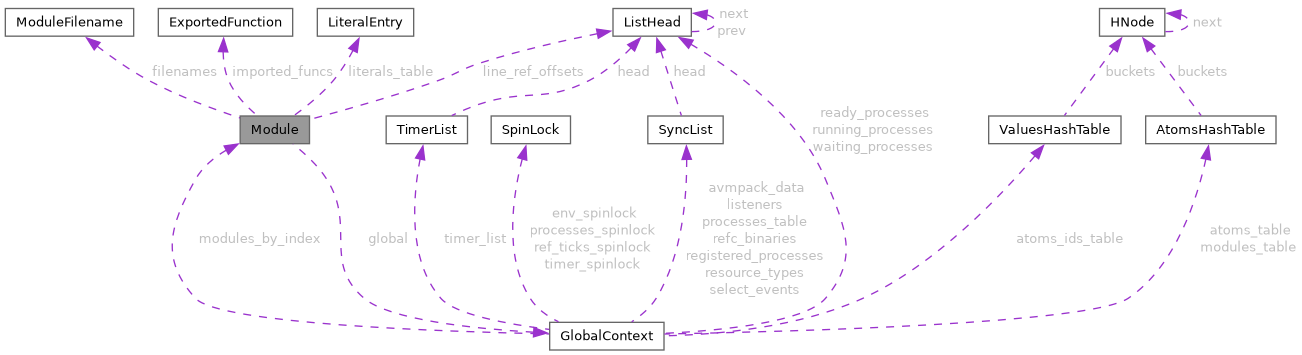 ModuleFilename
ExportedFunction
LiteralEntry
ListHead
next
prev
HNode
next
filenames
imported_funcs
literals_table
line_ref_offsets
head
head
buckets
buckets
ready_processes
running_processes
waiting_processes
Module
TimerList
SpinLock
SyncList
ValuesHashTable
AtomsHashTable
modules_by_index
global
timer_list
env_spinlock
processes_spinlock
ref_ticks_spinlock
timer_spinlock
avmpack_data
listeners
processes_table
refc_binaries
registered_processes
resource_types
select_events
atoms_ids_table
atoms_table
modules_table
GlobalContext